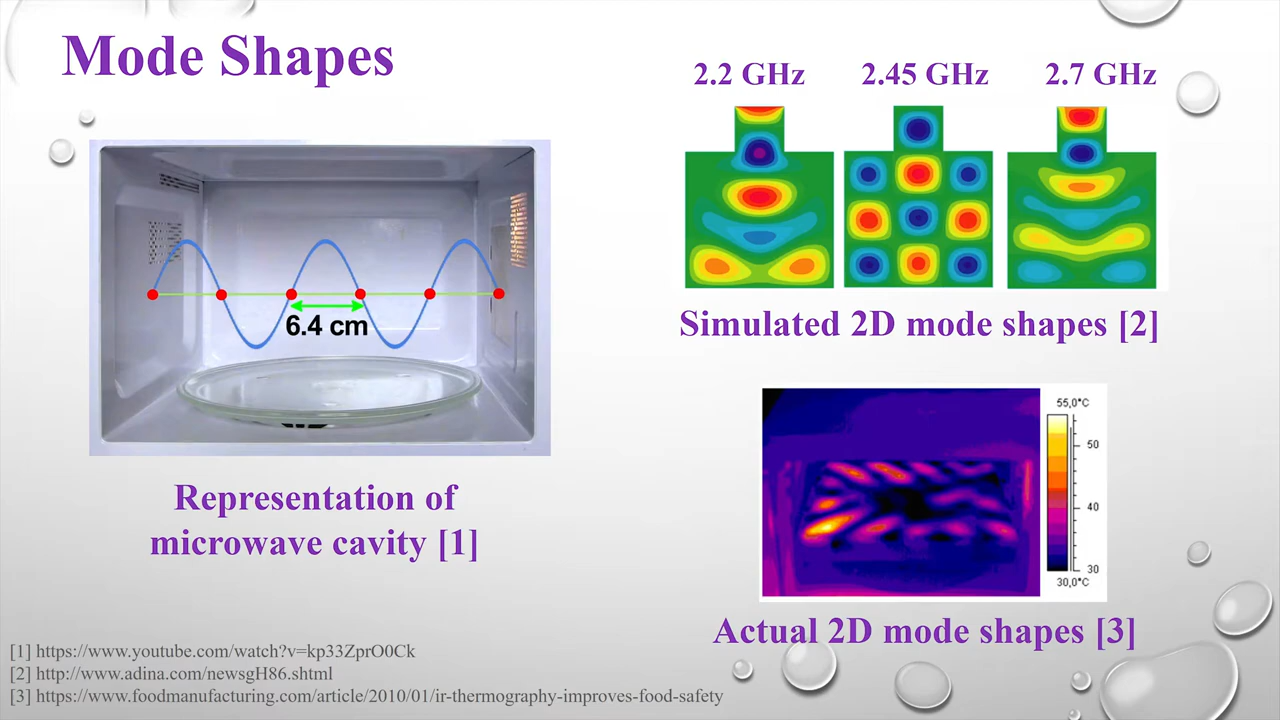 Mode Shapes
2.2 GHz
2.45 GHz
2.7 GHz
6.4 cm
Simulated 2D mode shapes [2]
55,0°C
50
40
30
30,0°C
Representation of
microwave cavity [1]
Actual 2D mode shapes [3]
[1] https://www.youtube.com/watch?v=kp33ZprO0Ck
[2] http://www.adina.com/newsgH86.shtml
[3] https://www.foodmanufacturing.com/article/2010/01/ir-thermography-improves-food-safety